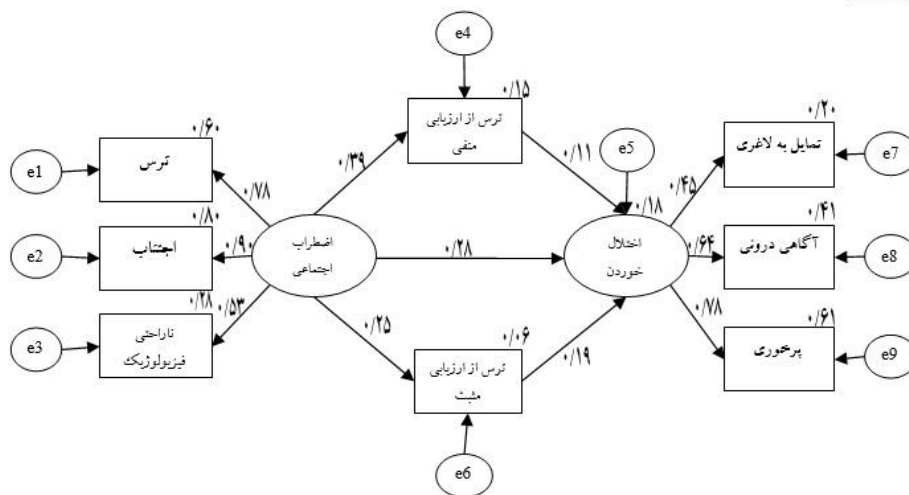 e4
۰/۱۵
ترس از ارزیابی
منفی
e5
۰/۶۰
ترس
e1
۰/۷۸
۰/۳۹
۰/۱۱
۰/۲۰
تمایل به لاغری
e7
۰/۴۵
۰/۱۸
۰/۸۰
اجتناب
e2
۰/۹۰
اضطراب
اجتماعی
۰/۲۸
اختلال
خوردن
۰/۶۴
۰/۴۱
آگاهی درونی
e8
۰/۲۸
۰/۵۳
ناراحتی
فیزیولوژیک
e3
۰/۲۵
۰/۰۶
ترس از ارزیابی
مثبت
۰/۱۹
۰/۷۸
۰/۶۱
پرخوری
e9
e6